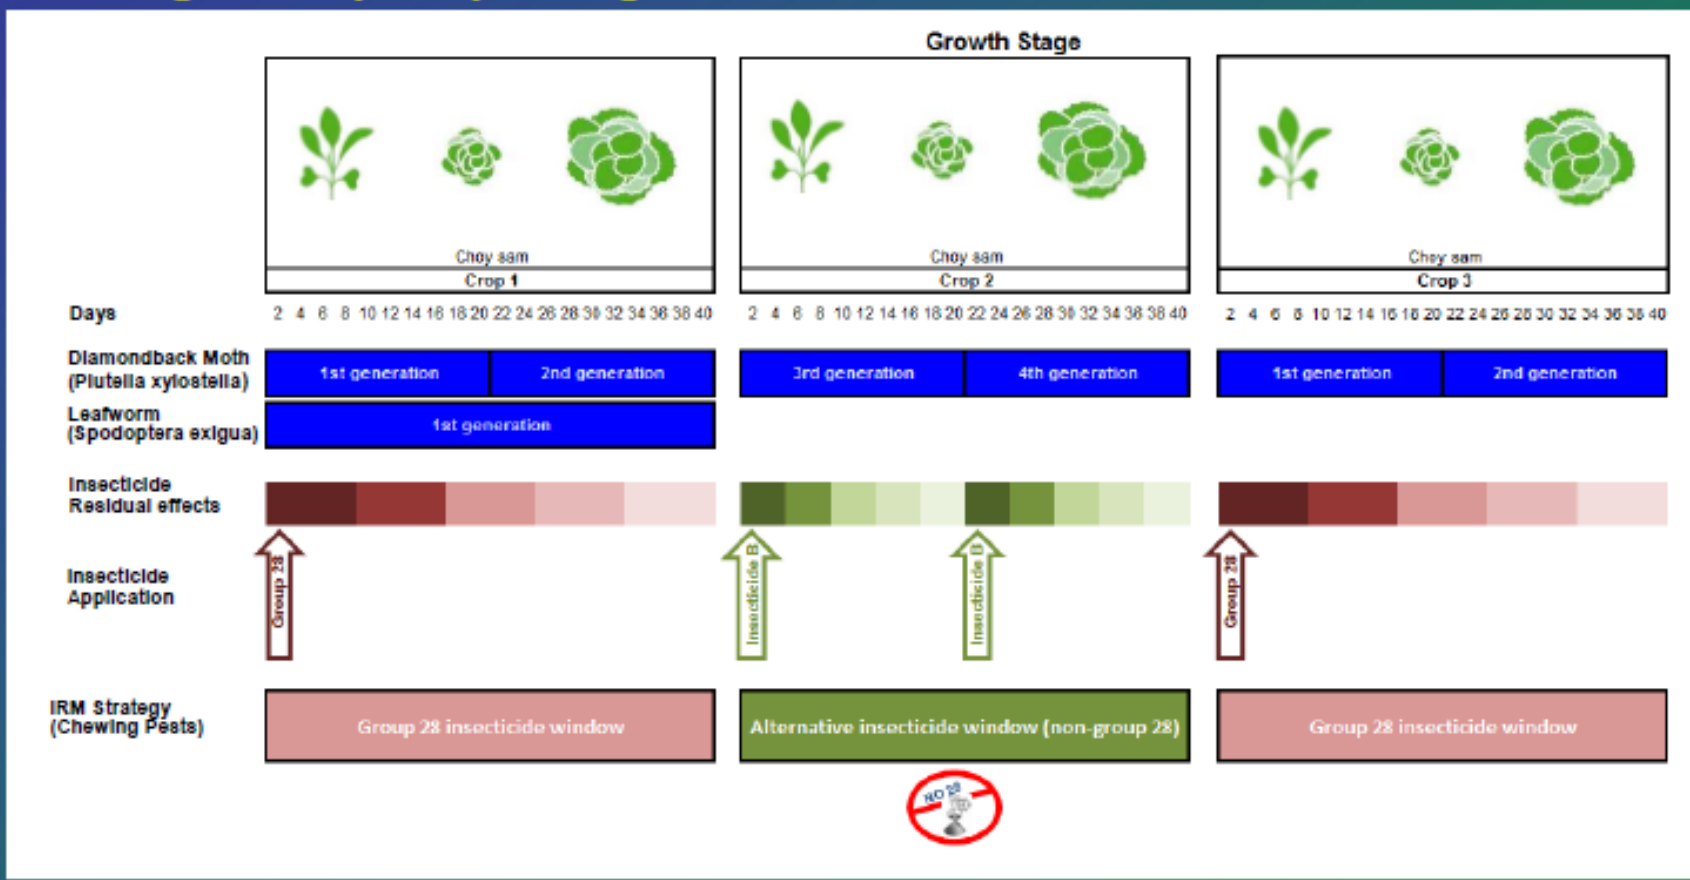 Growth Stage
Choy sam
Crop 1
Choy sam
Crop 2
Choy sam
Crop 3
Days
2 4 6 8 10 12 14 16 18 20 22 24 26 28 30 32 34 36 38 40
2 4 6 8 10 12 14 16 18 20 22 24 26 28 30 32 34 36 38 40
2 4 6 8 10 12 14 16 18 20 22 24 26 28 30 32 34 36 38 40
Diamondback Moth
(Plutella xylostella)
1st generation
2nd generation
3rd generation
4th generation
1st generation
2nd generation
Leafworm
(Spodoptera exigua)
1st generation
Insecticide
Residual effects
Insecticide
Application
Group 28
Insecticide B
Insecticide B
Group 28
IRM Strategy
(Chewing Pests)
Group 28 insecticide window
Alternative insecticide window (non-group 28)
Group 28 insecticide window
NO 28